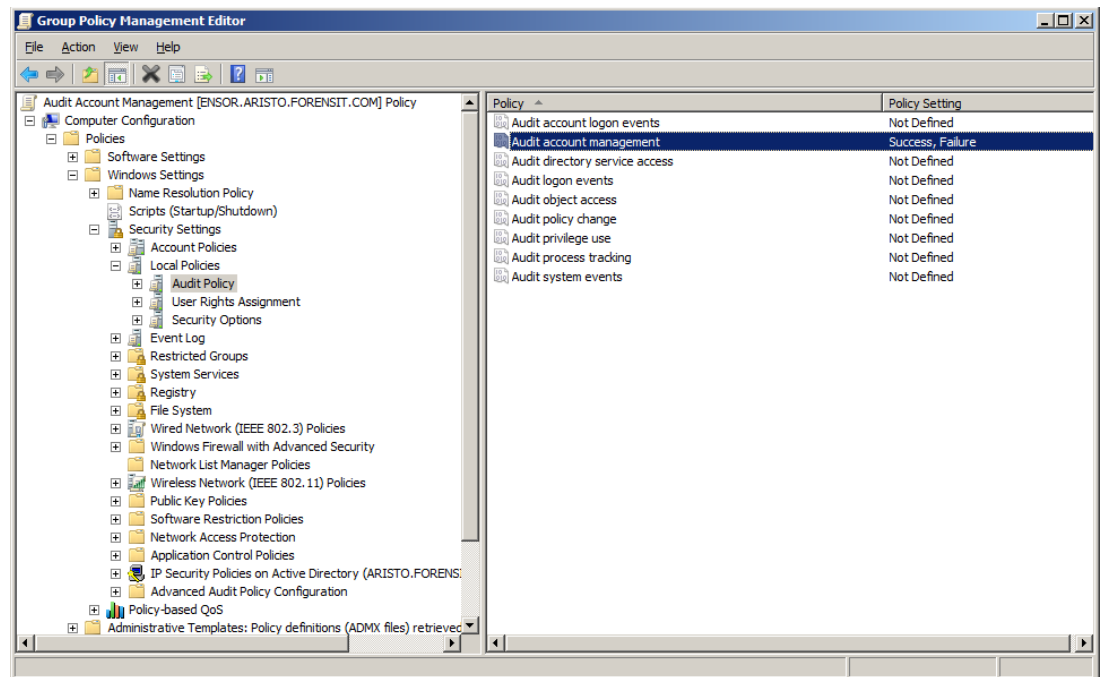 Group Policy Management Editor
File Action View Help
Audit Account Management [ENSOR.ARISTO.FORENSIT.COM] Policy
Computer Configuration
Policies
Software Settings
Windows Settings
Name Resolution Policy
Scripts (Startup/Shutdown)
Security Settings
Account Policies
Local Policies
Audit Policy
User Rights Assignment
Security Options
Event Log
Restricted Groups
System Services
Registry
File System
Wired Network (IEEE 802.3) Policies
Windows Firewall with Advanced Security
Network List Manager Policies
Wireless Network (IEEE 802.11) Policies
Public Key Policies
Software Restriction Policies
Network Access Protection
Application Control Policies
IP Security Policies on Active Directory (ARISTO.FORENS
Advanced Audit Policy Configuration
Policy-based QoS
Administrative Templates: Policy definitions (ADMX files) retrieved
Policy Policy Setting
Audit account logon events Not Defined
Audit account management Success, Failure
Audit directory service access Not Defined
Audit logon events Not Defined
Audit object access Not Defined
Audit policy change Not Defined
Audit privilege use Not Defined
Audit process tracking Not Defined
Audit system events Not Defined